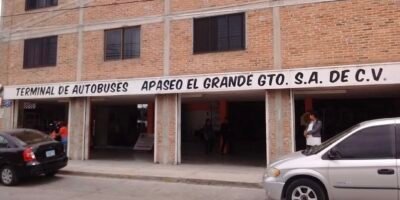 TERMINAL DE AUTOBUSES APASEO EL GRANDE GTO. S.A. DE C.V.